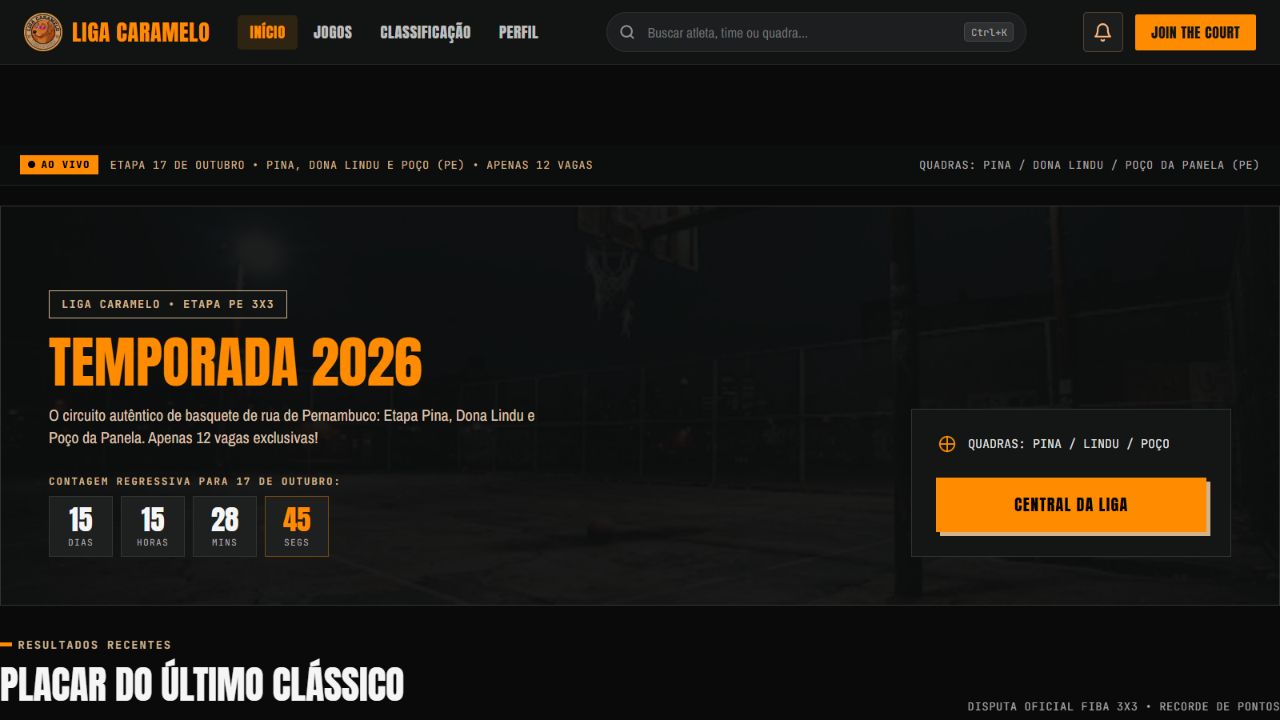 LIGA CARAMELO
INÍCIO
JOGOS
CLASSIFICAÇÃO
PERFIL
Buscar atleta, time ou quadra...
Ctrl+K
JOIN THE COURT
AO VIVO
ETAPA 17 DE OUTUBRO • PINA, DONA LINDU E POÇO (PE) • APENAS 12 VAGAS
QUADRAS: PINA / DONA LINDU / POÇO DA PANELA (PE)
LIGA CARAMELO • ETAPA PE 3X3
TEMPORADA 2026
O circuito autêntico de basquete de rua de Pernambuco: Etapa Pina, Dona Lindu e
Poço da Panela. Apenas 12 vagas exclusivas!
CONTAGEM REGRESSIVA PARA 17 DE OUTUBRO:
15
DIAS
15
HORAS
28
MINS
45
SEGS
QUADRAS: PINA / LINDU / POÇO
CENTRAL DA LIGA
RESULTADOS RECENTES
PLACAR DO ÚLTIMO CLÁSSICO
DISPUTA OFICIAL FIBA 3X3 • RECORDE DE PONTOS